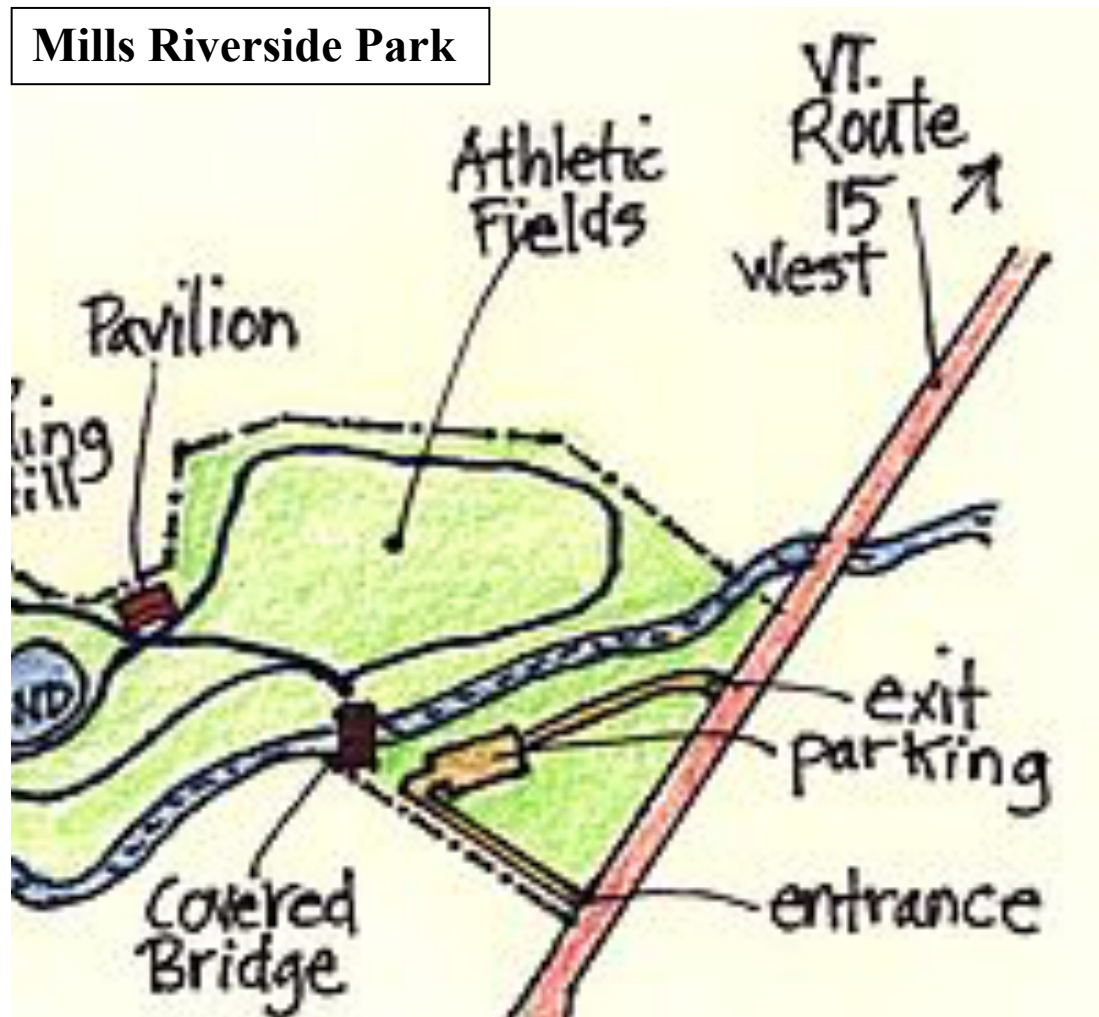 Mills Riverside Park
VT.
Route
15
West
Athletic
Fields
Pavilion
exit
parking
entrance
Covered
Bridge